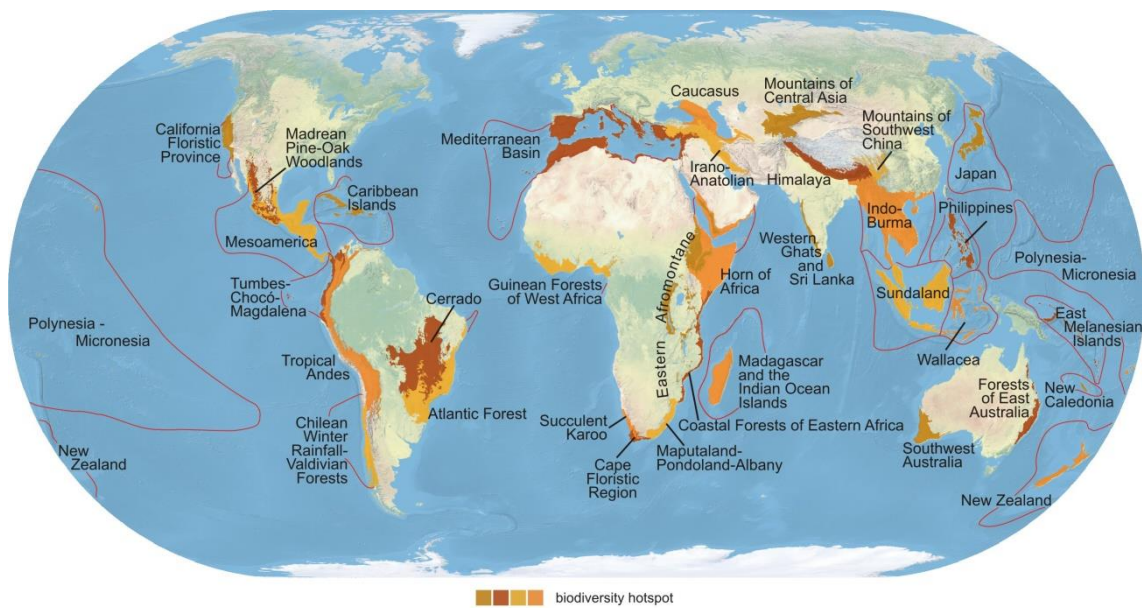 California
Floristic
Province
Madrean
Pine-Oak
Woodlands
Caribbean
Islands
Mesoamerica
Tumbes-
Chocó-
Magdalena
Polynesia -
Micronesia
Cerrado
Tropical
Andes
Atlantic Forest
Chilean
Winter
Rainfall-
Valdivian
Forests
New
Zealand
Mediterranean
Basin
Caucasus
Irano-
Anatolian
Mountains of
Central Asia
Mountains of
Southwest
China
Himalaya
Japan
Indo-
Burma
Philippines
Western
Ghats
and
Sri Lanka
Polynesia-
Micronesia
Guinean Forests
of West Africa
Eastern Afromontane
Horn of
Africa
Sundaland
Wallacea
East
Melanesian
Islands
Madagascar
and the
Indian Ocean
Islands
Coastal Forests of Eastern Africa
Succulent
Karoo
Cape
Floristic
Region
Maputaland-
Pondoland-Albany
Forests
of East
Australia
New
Caledonia
Southwest
Australia
New Zealand
biodiversity hotspot